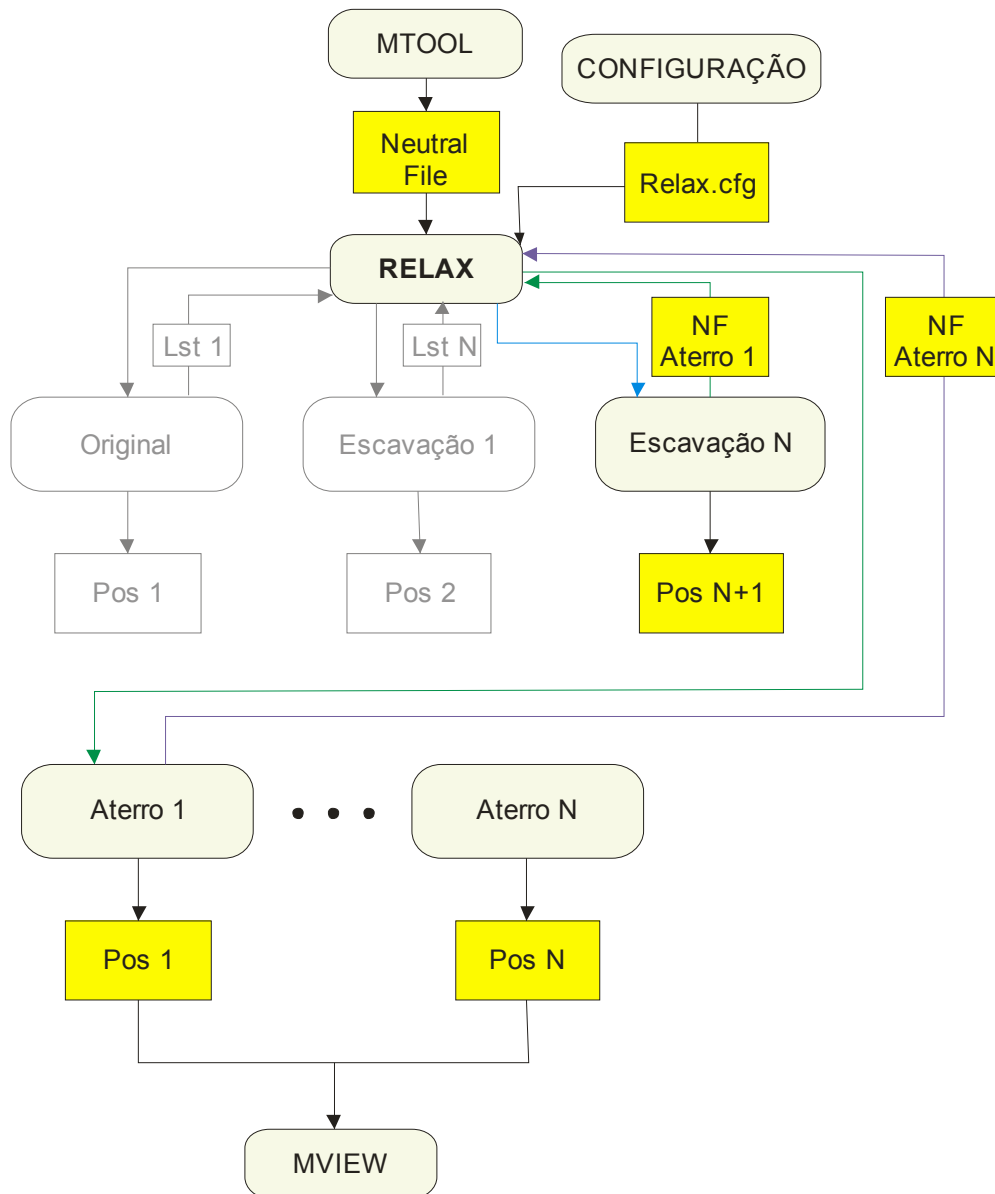 MTOOL
CONFIGURAÇÃO
Neutral
File
Relax.cfg
RELAX
Lst 1
Lst N
NF
Aterro 1
NF
Aterro N
Original
Escavação 1
Escavação N
Pos 1
Pos 2
Pos N+1
Aterro 1
• • •
Aterro N
Pos 1
Pos N
MVIEW